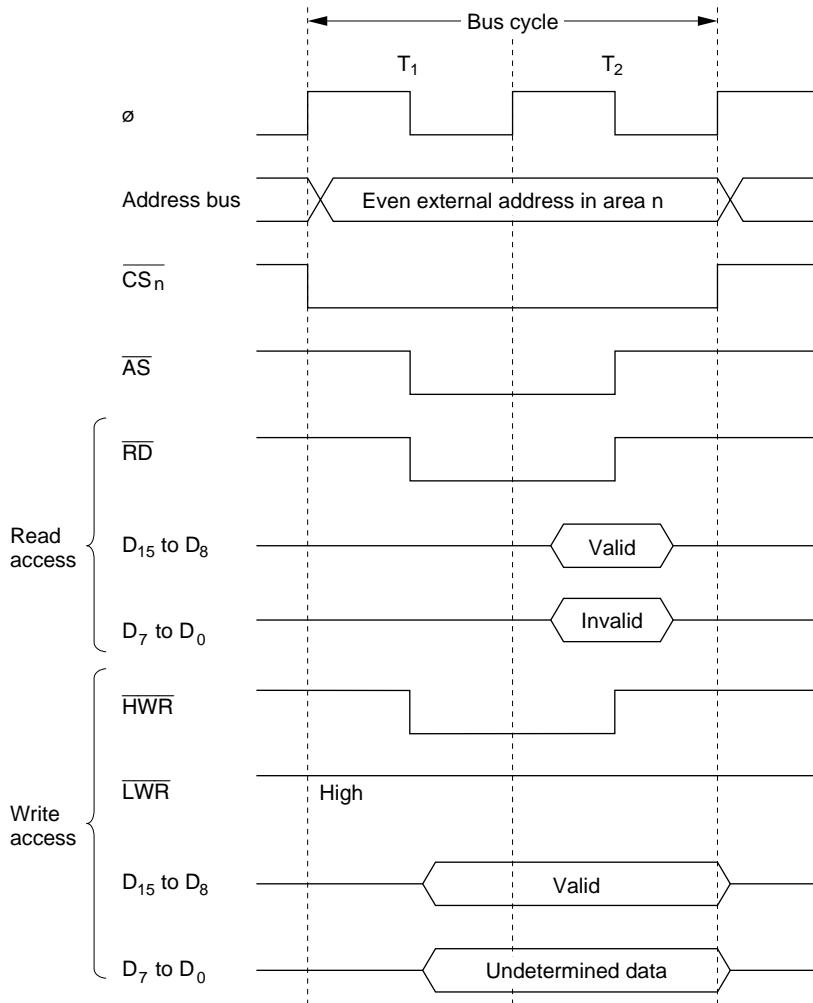 Bus cycle
T1 T2
ø
Address bus Even external address in area n
CSn
AS
RD
Read access
D15 to D8 Valid
D7 to D0 Invalid
HWR
LWR High
Write access
D15 to D8 Valid
D7 to D0 Undetermined data